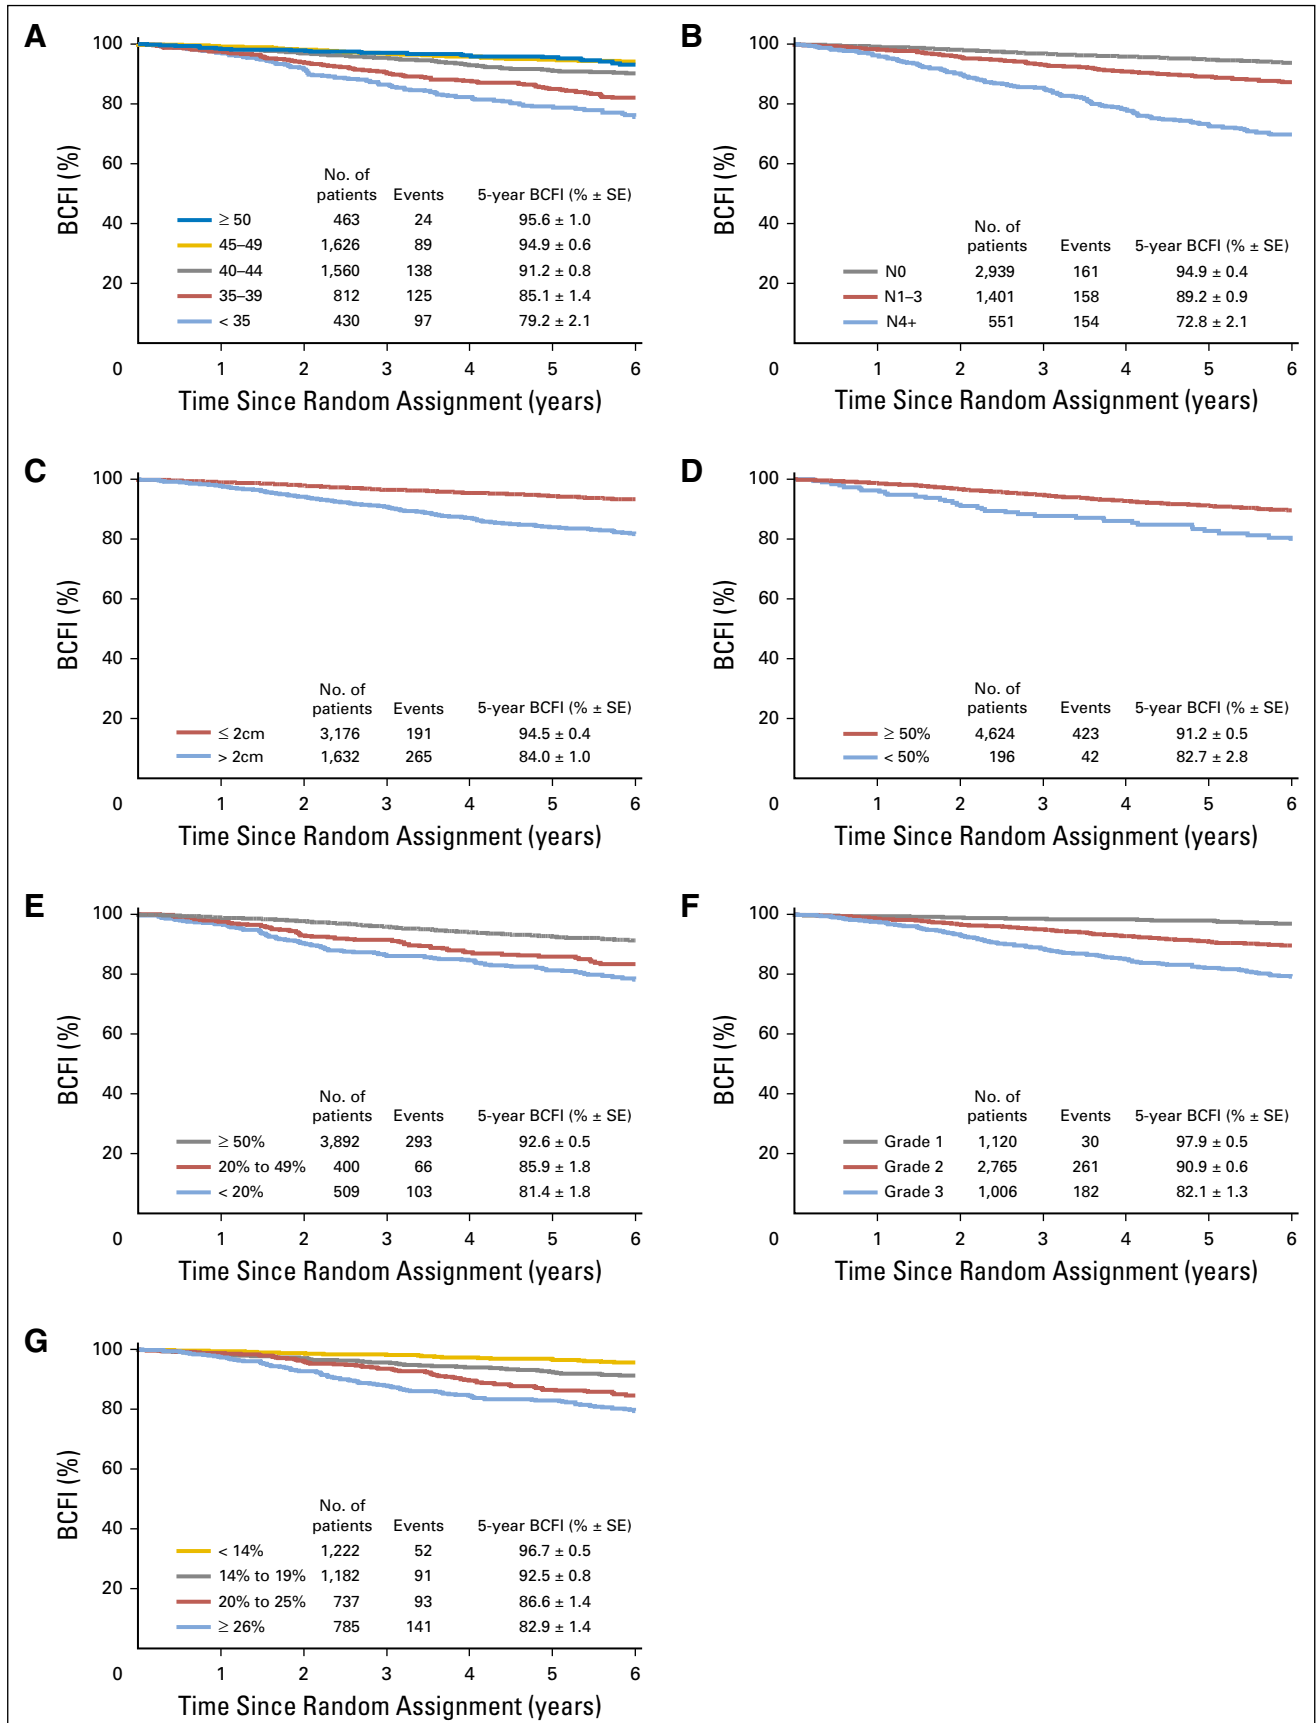 A
100
80
60
40
20
0
BCFI (%)
No. of
patients Events 5-year BCFI (% ± SE)
≥ 50 463 24 95.6 ± 1.0
45–49 1,626 89 94.9 ± 0.6
40–44 1,560 138 91.2 ± 0.8
35–39 812 125 85.1 ± 1.4
< 35 430 97 79.2 ± 2.1
1 2 3 4 5 6
Time Since Random Assignment (years)
B
100
80
60
40
20
0
BCFI (%)
No. of
patients Events 5-year BCFI (% ± SE)
N0 2,939 161 94.9 ± 0.4
N1–3 1,401 158 89.2 ± 0.9
N4+ 551 154 72.8 ± 2.1
1 2 3 4 5 6
Time Since Random Assignment (years)
C
100
80
60
40
20
0
BCFI (%)
No. of
patients Events 5-year BCFI (% ± SE)
≤ 2cm 3,176 191 94.5 ± 0.4
> 2cm 1,632 265 84.0 ± 1.0
1 2 3 4 5 6
Time Since Random Assignment (years)
D
100
80
60
40
20
0
BCFI (%)
No. of
patients Events 5-year BCFI (% ± SE)
≥ 50% 4,624 423 91.2 ± 0.5
< 50% 196 42 82.7 ± 2.8
1 2 3 4 5 6
Time Since Random Assignment (years)
E
100
80
60
40
20
0
BCFI (%)
No. of
patients Events 5-year BCFI (% ± SE)
≥ 50% 3,892 293 92.6 ± 0.5
20% to 49% 400 66 85.9 ± 1.8
< 20% 509 103 81.4 ± 1.8
1 2 3 4 5 6
Time Since Random Assignment (years)
F
100
80
60
40
20
0
BCFI (%)
No. of
patients Events 5-year BCFI (% ± SE)
Grade 1 1,120 30 97.9 ± 0.5
Grade 2 2,765 261 90.9 ± 0.6
Grade 3 1,006 182 82.1 ± 1.3
1 2 3 4 5 6
Time Since Random Assignment (years)
G
100
80
60
40
20
0
BCFI (%)
No. of
patients Events 5-year BCFI (% ± SE)
< 14% 1,222 52 96.7 ± 0.5
14% to 19% 1,182 91 92.5 ± 0.8
20% to 25% 737 93 86.6 ± 1.4
≥ 26% 785 141 82.9 ± 1.4
1 2 3 4 5 6
Time Since Random Assignment (years)